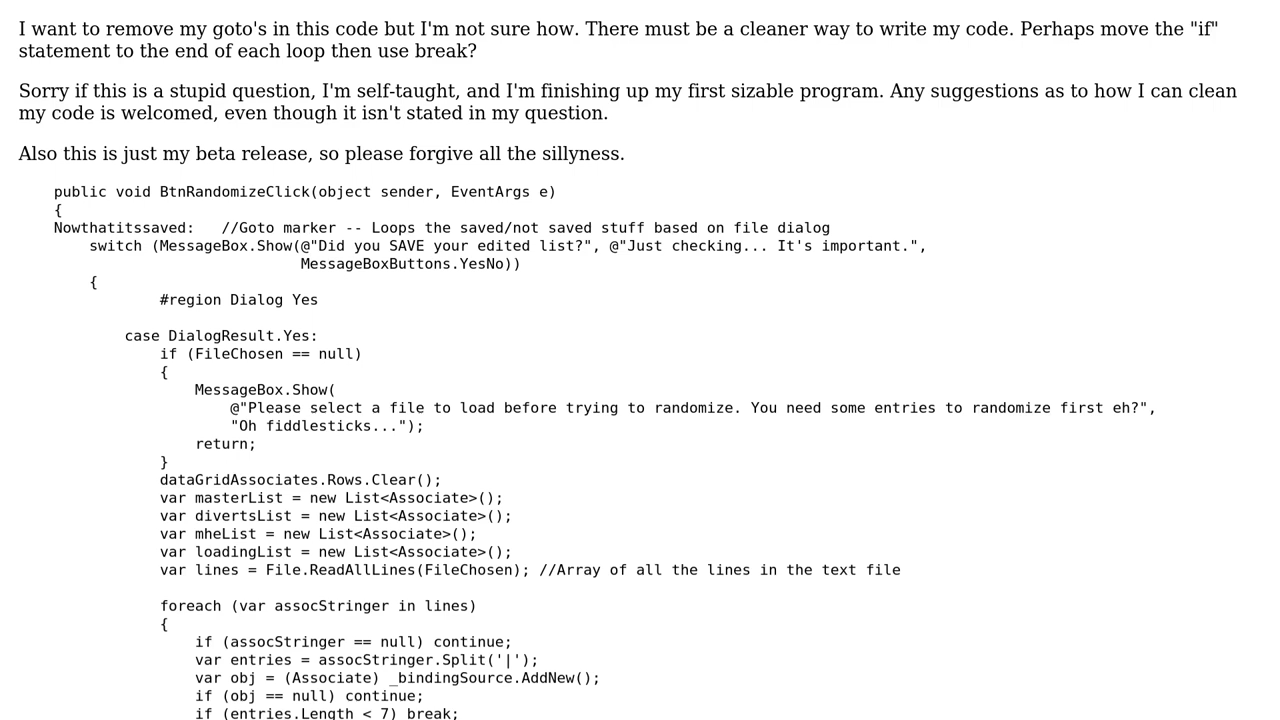 I want to remove my goto's in this code but I'm not sure how. There must be a cleaner way to write my code. Perhaps move the "if"
statement to the end of each loop then use break?
Sorry if this is a stupid question, I'm self-taught, and I'm finishing up my first sizable program. Any suggestions as to how I can clean
my code is welcomed, even though it isn't stated in my question.
Also this is just my beta release, so please forgive all the sillyness.
public void BtnRandomizeClick(object sender, EventArgs e)
{
Nowthatitssaved:   //Goto marker -- Loops the saved/not saved stuff based on file dialog
switch (MessageBox.Show(@"Did you SAVE your edited list?", @"Just checking... It's important.",
MessageBoxButtons.YesNo))
{
#region Dialog Yes
case DialogResult.Yes:
if (FileChosen == null)
{
MessageBox.Show(
@"Please select a file to load before trying to randomize. You need some entries to randomize first eh?",
"Oh fiddlesticks...");
return;
}
dataGridAssociates.Rows.Clear();
var masterList = new List<Associate>();
var divertsList = new List<Associate>();
var mheList = new List<Associate>();
var loadingList = new List<Associate>();
var lines = File.ReadAllLines(FileChosen); //Array of all the lines in the text file
foreach (var assocStringer in lines)
{
if (assocStringer == null) continue;
var entries = assocStringer.Split('|');
var obj = (Associate) _bindingSource.AddNew();
if (obj == null) continue;
if (entries.Length < 7) break;